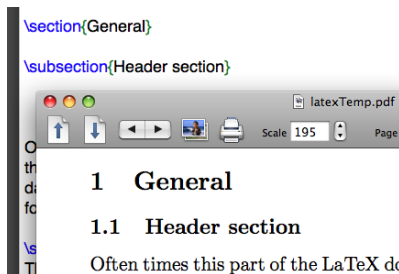 \section{General}
\subsection{Header section}
latexTemp.pdf
Scale 195
Page
1 General
1.1 Header section
Often times this part of the LaTeX